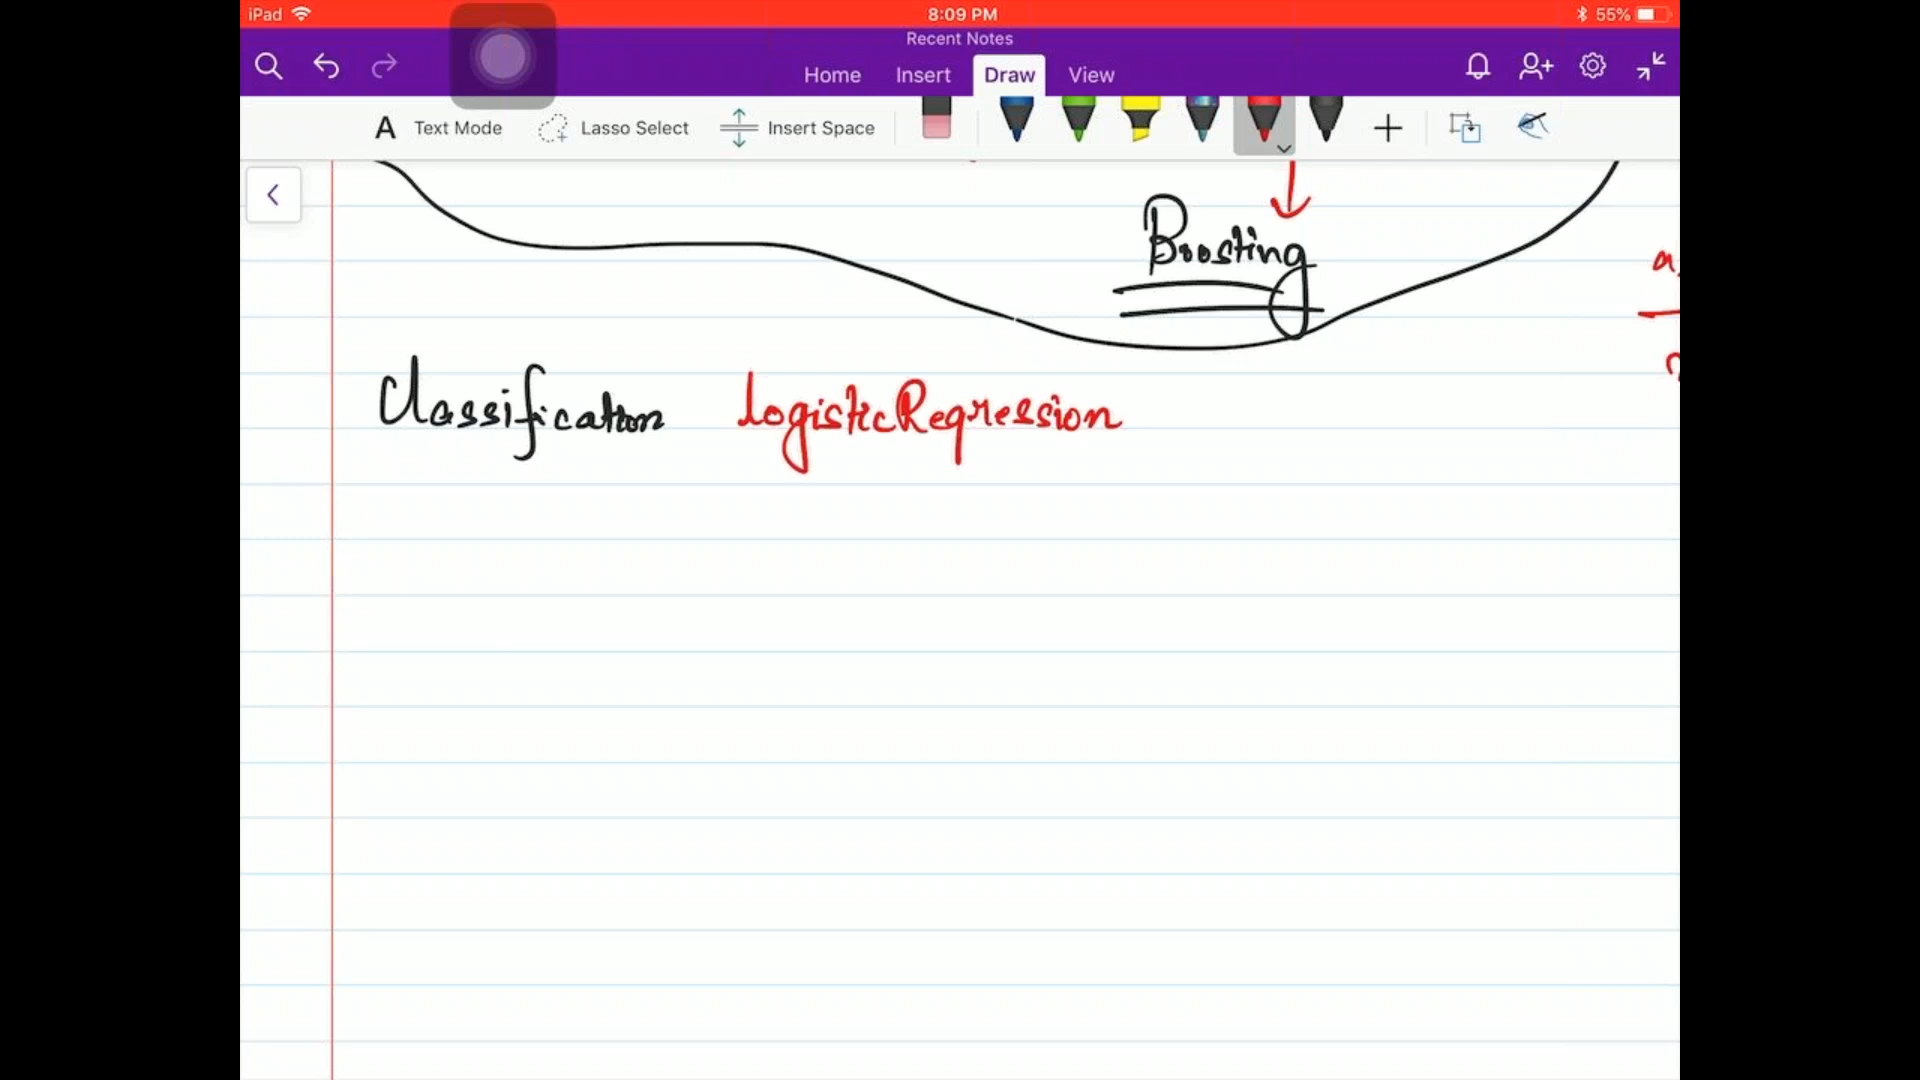 iPad 8:09 PM 55%
Recent Notes
Home Insert Draw View
A Text Mode Lasso Select Insert Space
Boosting
Classification LogisticRegression